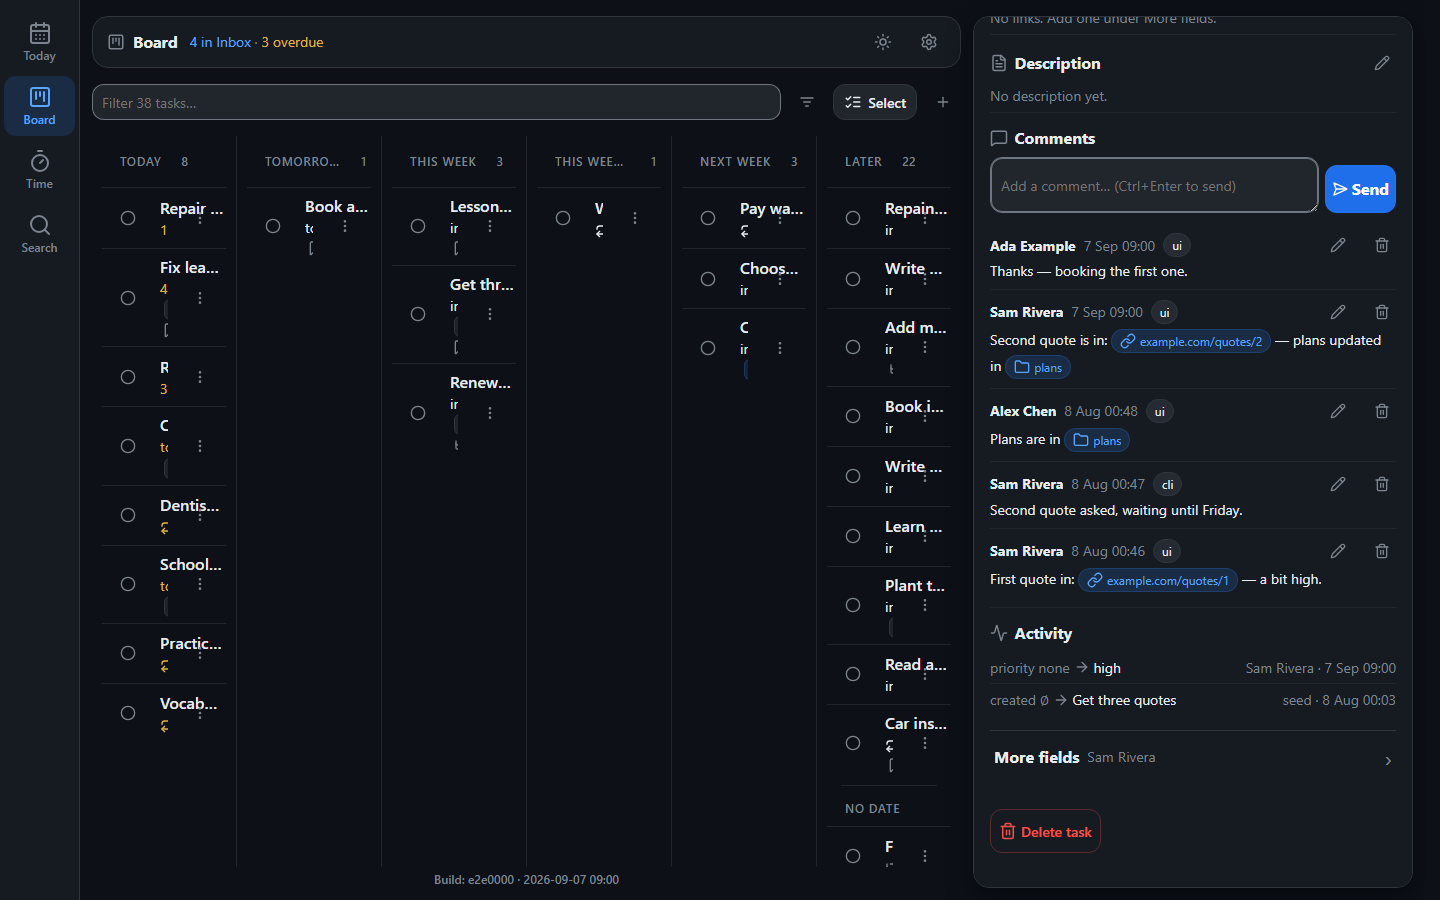 Today
Board
Time
Search
Board 4 in Inbox · 3 overdue
Filter 38 tasks...
Select
TODAY 8
Repair ...
1
Fix lea...
4
R
3
C
Dentis...
School...
Practic...
Vocab...
TOMORRO... 1
Book a...
THIS WEEK 3
Lesson...
Get thr...
Renew...
THIS WEE... 1
NEXT WEEK 3
Pay wa...
Choos...
C
LATER 22
Repain...
Write ...
Add m...
Book i...
Write ...
Learn ...
Plant t...
Read a...
Car ins...
NO DATE
F
Build: e2e0000 · 2026-09-07 09:00
No links. Add one under More fields.
Description
No description yet.
Comments
Add a comment... (Ctrl+Enter to send)
Send
Ada Example 7 Sep 09:00 ui
Thanks — booking the first one.
Sam Rivera 7 Sep 09:00 ui
Second quote is in: example.com/quotes/2 — plans updated
in plans
Alex Chen 8 Aug 00:48 ui
Plans are in plans
Sam Rivera 8 Aug 00:47 cli
Second quote asked, waiting until Friday.
Sam Rivera 8 Aug 00:46 ui
First quote in: example.com/quotes/1 — a bit high.
Activity
priority none → high Sam Rivera · 7 Sep 09:00
created Ø → Get three quotes seed · 8 Aug 00:03
More fields Sam Rivera
Delete task